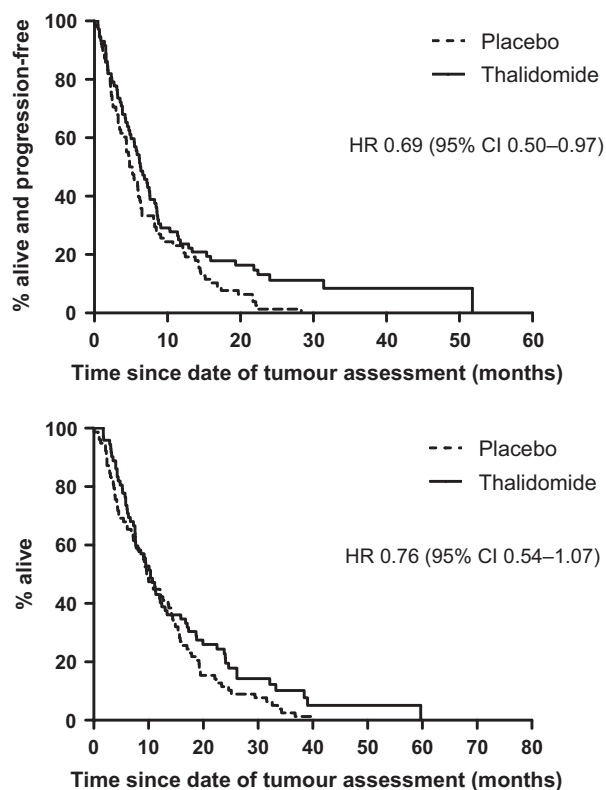 % alive and progression-free
100
80
60
40
20
0
Placebo
Thalidomide
HR 0.69 (95% CI 0.50–0.97)
0 10 20 30 40 50 60
Time since date of tumour assessment (months)
% alive
100
80
60
40
20
0
Placebo
Thalidomide
HR 0.76 (95% CI 0.54–1.07)
0 10 20 30 40 50 60 70 80
Time since date of tumour assessment (months)